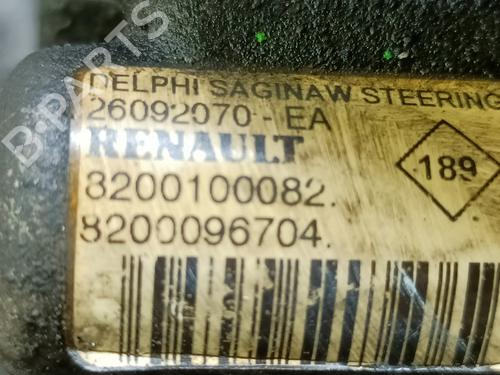 DELPHI SAGINAW STEERING
26092070-EA
RENAULT
189
8200100082.
8200096704.
B-PARTS